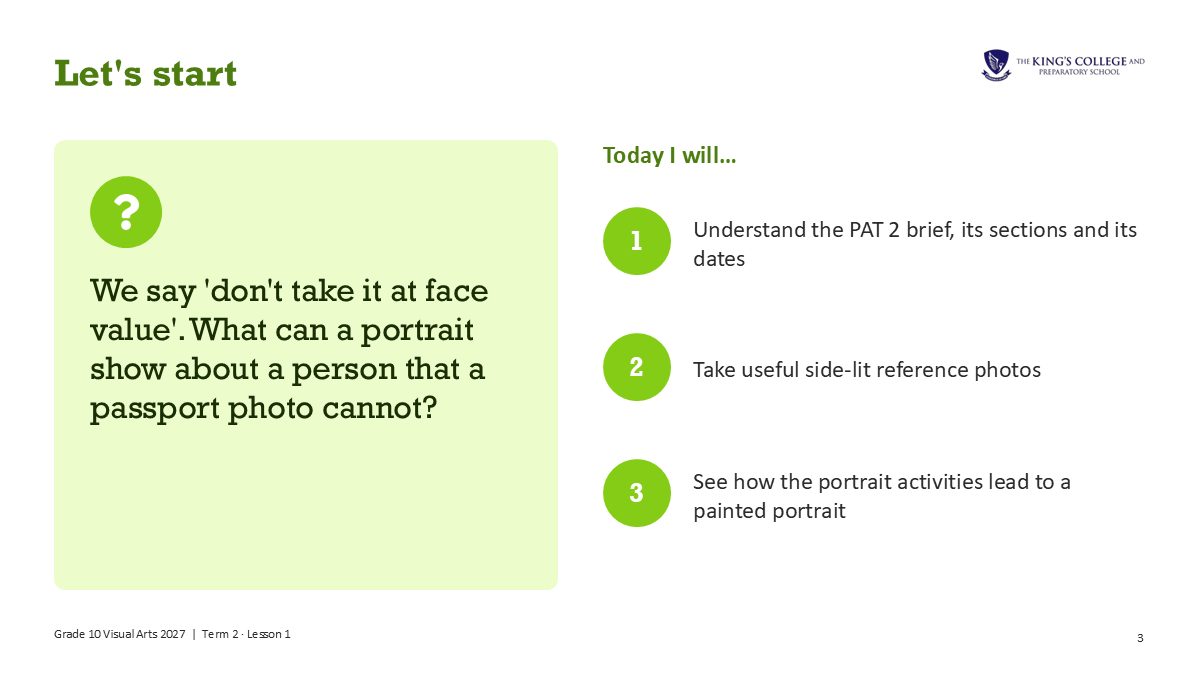 Let's start
THE KING'S COLLEGE AND
PREPARATORY SCHOOL
?
We say 'don't take it at face
value'. What can a portrait
show about a person that a
passport photo cannot?
Today I will...
1
Understand the PAT 2 brief, its sections and its
dates
2
Take useful side-lit reference photos
3
See how the portrait activities lead to a
painted portrait
Grade 10 Visual Arts 2027 | Term 2 · Lesson 1
3